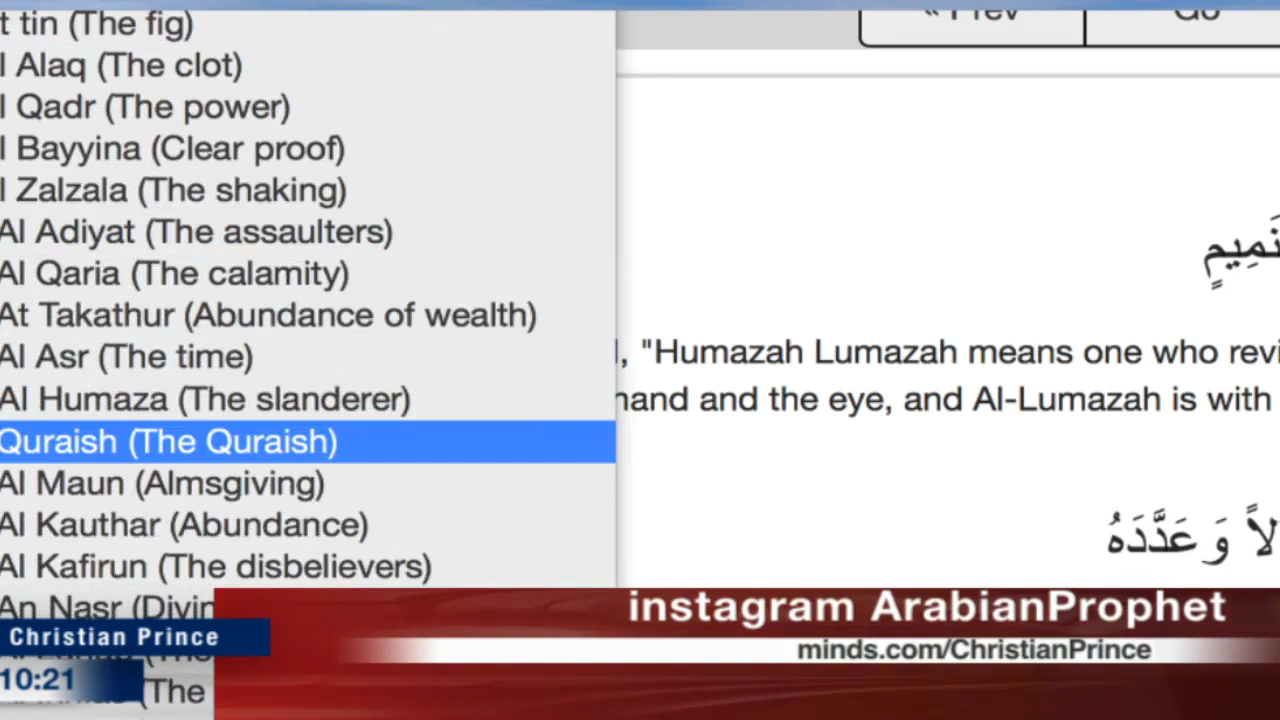 t tin (The fig)
l Alaq (The clot)
l Qadr (The power)
l Bayyina (Clear proof)
l Zalzala (The shaking)
Al Adiyat (The assaulters)
Al Qaria (The calamity)
At Takathur (Abundance of wealth)
Al Asr (The time)
Al Humaza (The slanderer)
Quraish (The Quraish)
Al Maun (Almsgiving)
Al Kauthar (Abundance)
Al Kafirun (The disbelievers)
An Nasr (Divin
(The
« Prev
Go
نَمِيمٍ
, "Humazah Lumazah means one who revi
hand and the eye, and Al-Lumazah is with
لاً وَ عَدَّدَهُ
instagram ArabianProphet
minds.com/ChristianPrince
Christian Prince
10:21